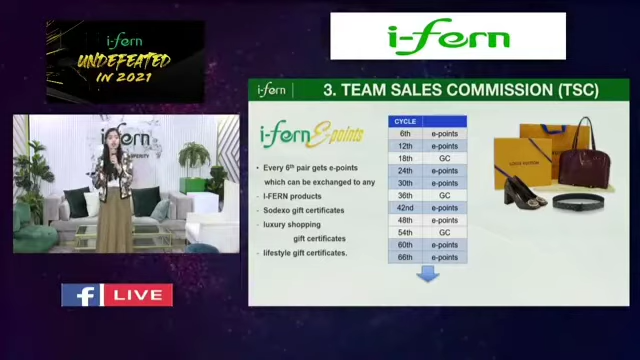 i-fern
UNDEFEATED
IN 2021
i-fern
i-fern
3. TEAM SALES COMMISSION (TSC)
i-fern E-points
- Every 6th pair gets e-points
which can be exchanged to any
- I-FERN products
- Sodexo gift certificates
- luxury shopping
gift certificates
- lifestyle gift certificates.
CYCLE
6th e-points
12th e-points
18th GC
24th e-points
30th e-points
36th GC
42nd e-points
48th e-points
54th GC
60th e-points
66th e-points
LOUIS VUITTON
fern
f LIVE